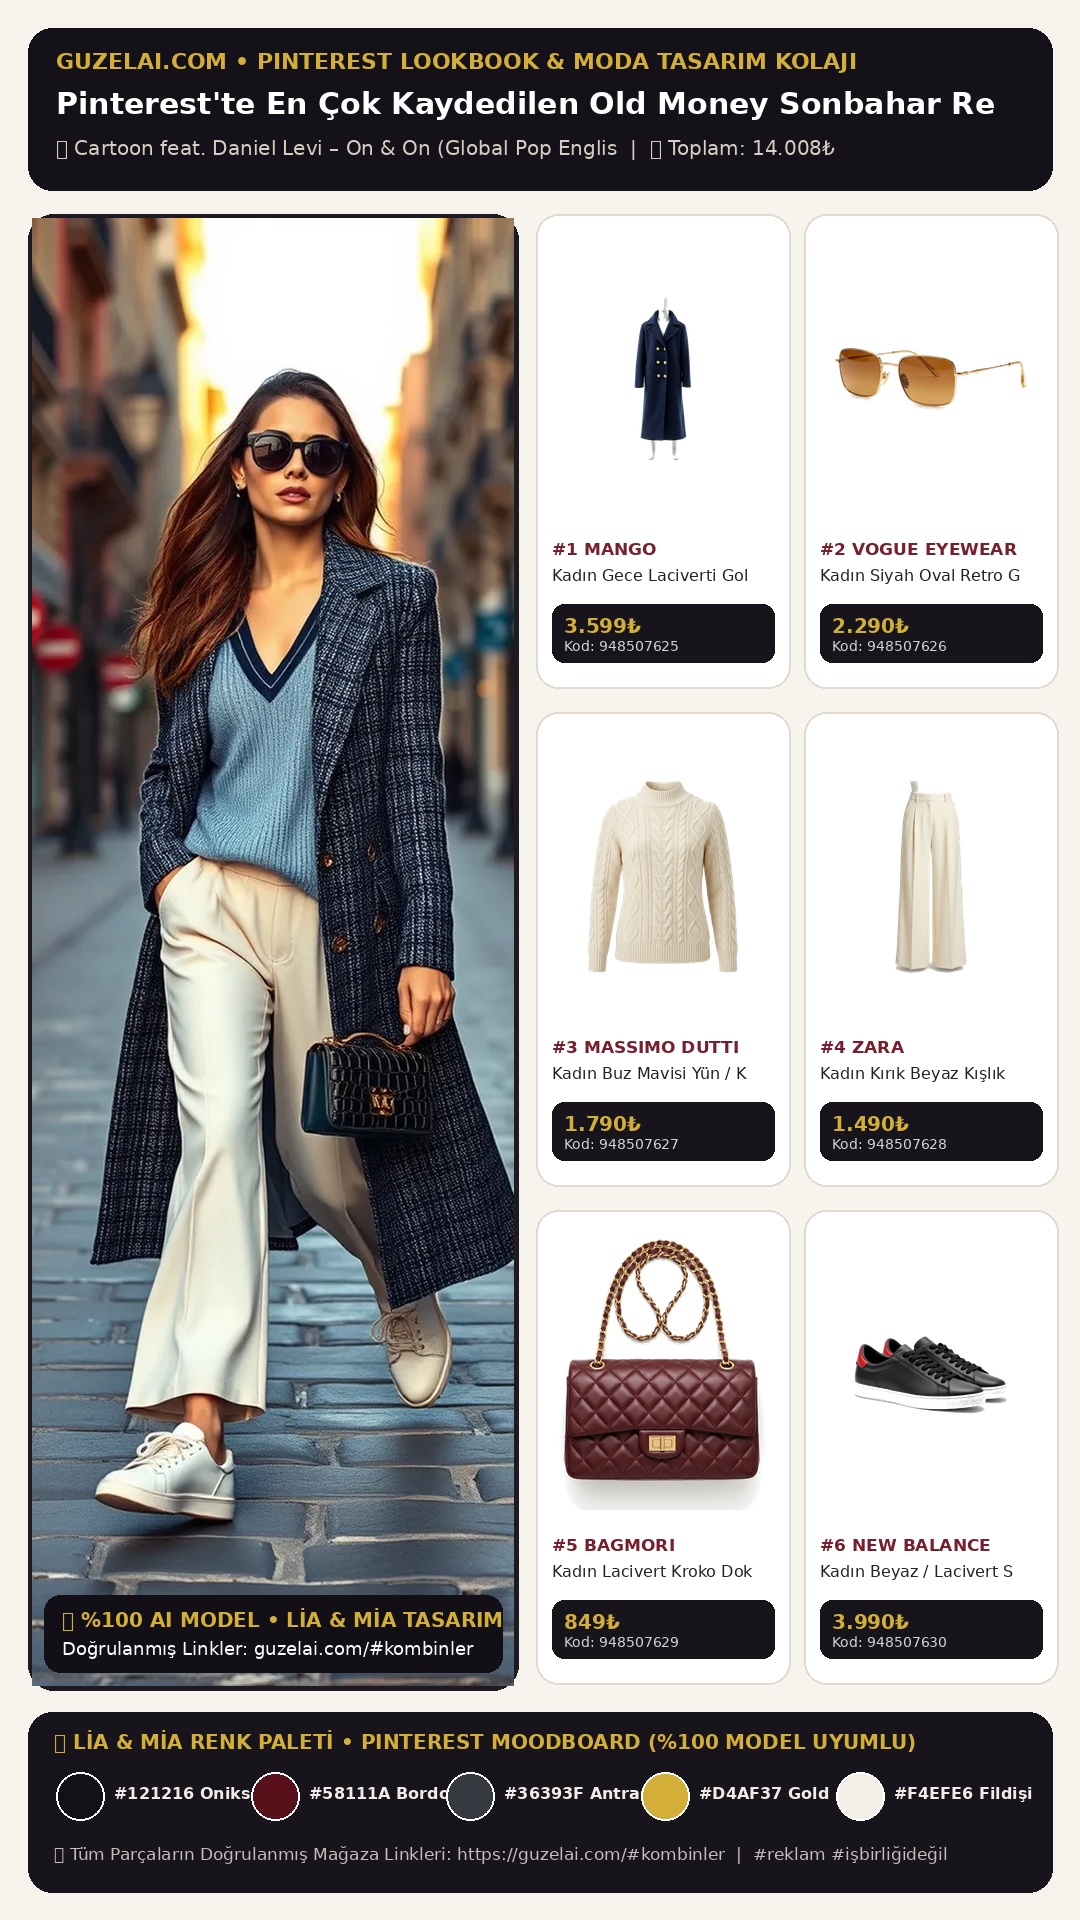 GUZELAI.COM • PINTEREST LOOKBOOK & MODA TASARIM KOLAJI
Pinterest'te En Çok Kaydedilen Old Money Sonbahar Re
Cartoon feat. Daniel Levi – On & On (Global Pop Englis | Toplam: 14.008₺
#1 MANGO
Kadın Gece Laciverti Gol
3.599₺
Kod: 948507625
#2 VOGUE EYEWEAR
Kadın Siyah Oval Retro G
2.290₺
Kod: 948507626
#3 MASSIMO DUTTI
Kadın Buz Mavisi Yün / K
1.790₺
Kod: 948507627
#4 ZARA
Kadın Kırık Beyaz Kışlık
1.490₺
Kod: 948507628
#5 BAGMORI
Kadın Lacivert Kroko Dok
849₺
Kod: 948507629
#6 NEW BALANCE
Kadın Beyaz / Lacivert S
3.990₺
Kod: 948507630
%100 AI MODEL • LİA & MİA TASARIM
Doğrulanmış Linkler: guzelai.com/#kombinler
LİA & MİA RENK PALETİ • PINTEREST MOODBOARD (%100 MODEL UYUMLU)
#121216 Oniks #58111A Bordo #36393F Antra #D4AF37 Gold #F4EFE6 Fildişi
Tüm Parçaların Doğrulanmış Mağaza Linkleri: https://guzelai.com/#kombinler | #reklam #işbirliğideğil